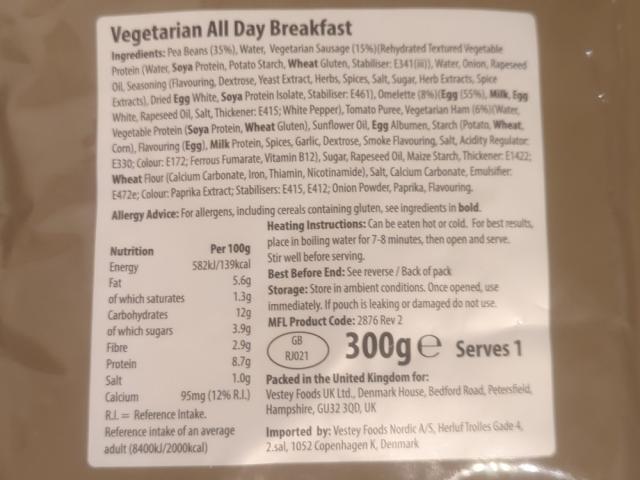 Vegetarian All Day Breakfast
Ingredients: Pea Beans (35%), Water, Vegetarian Sausage (15%)(Rehydrated Textured Vegetable
Protein (Water, Soya Protein, Potato Starch, Wheat Gluten, Stabiliser: E341(iii)), Water, Onion, Rapeseed
Oil, Seasoning (Flavouring, Dextrose, Yeast Extract, Herbs, Spices, Salt, Sugar, Herb Extracts, Spice
Extracts), Dried Egg White, Soya Protein Isolate, Stabiliser: E461), Omelette (8%)(Egg (55%), Milk, Egg
White, Rapeseed Oil, Salt, Thickener: E415; White Pepper), Tomato Puree, Vegetarian Ham (6%)(Water,
Vegetable Protein (Soya Protein, Wheat Gluten), Sunflower Oil, Egg Albumen, Starch (Potato, Wheat,
Corn), Flavouring (Egg), Milk Protein, Spices, Garlic, Dextrose, Smoke Flavouring, Salt, Acidity Regulator:
E330; Colour: E172; Ferrous Fumarate, Vitamin B12), Sugar, Rapeseed Oil, Maize Starch, Thickener: E1422;
Wheat Flour (Calcium Carbonate, Iron, Thiamin, Nicotinamide), Salt, Calcium Carbonate, Emulsifier:
E472e; Colour: Paprika Extract; Stabilisers: E415, E412; Onion Powder, Paprika, Flavouring.
Allergy Advice: For allergens, including cereals containing gluten, see ingredients in bold.
Nutrition Per 100g
Energy 582kJ/139kcal
Fat 5.6g
of which saturates 1.3g
Carbohydrates 12g
of which sugars 3.9g
Fibre 2.9g
Protein 8.7g
Salt 1.0g
Calcium 95mg (12% R.I.)
R.I. = Reference Intake.
Reference intake of an average
adult (8400kJ/2000kcal)
Heating Instructions: Can be eaten hot or cold. For best results,
place in boiling water for 7-8 minutes, then open and serve.
Stir well before serving.
Best Before End: See reverse / Back of pack
Storage: Store in ambient conditions. Once opened, use
immediately. If pouch is leaking or damaged do not use.
MFL Product Code: 2876 Rev 2
GB
RJ021
300g e Serves 1
Packed in the United Kingdom for:
Vestey Foods UK Ltd., Denmark House, Bedford Road, Petersfield,
Hampshire, GU32 3QD, UK
Imported by: Vestey Foods Nordic A/S, Herluf Trolles Gade 4,
2.sal, 1052 Copenhagen K, Denmark